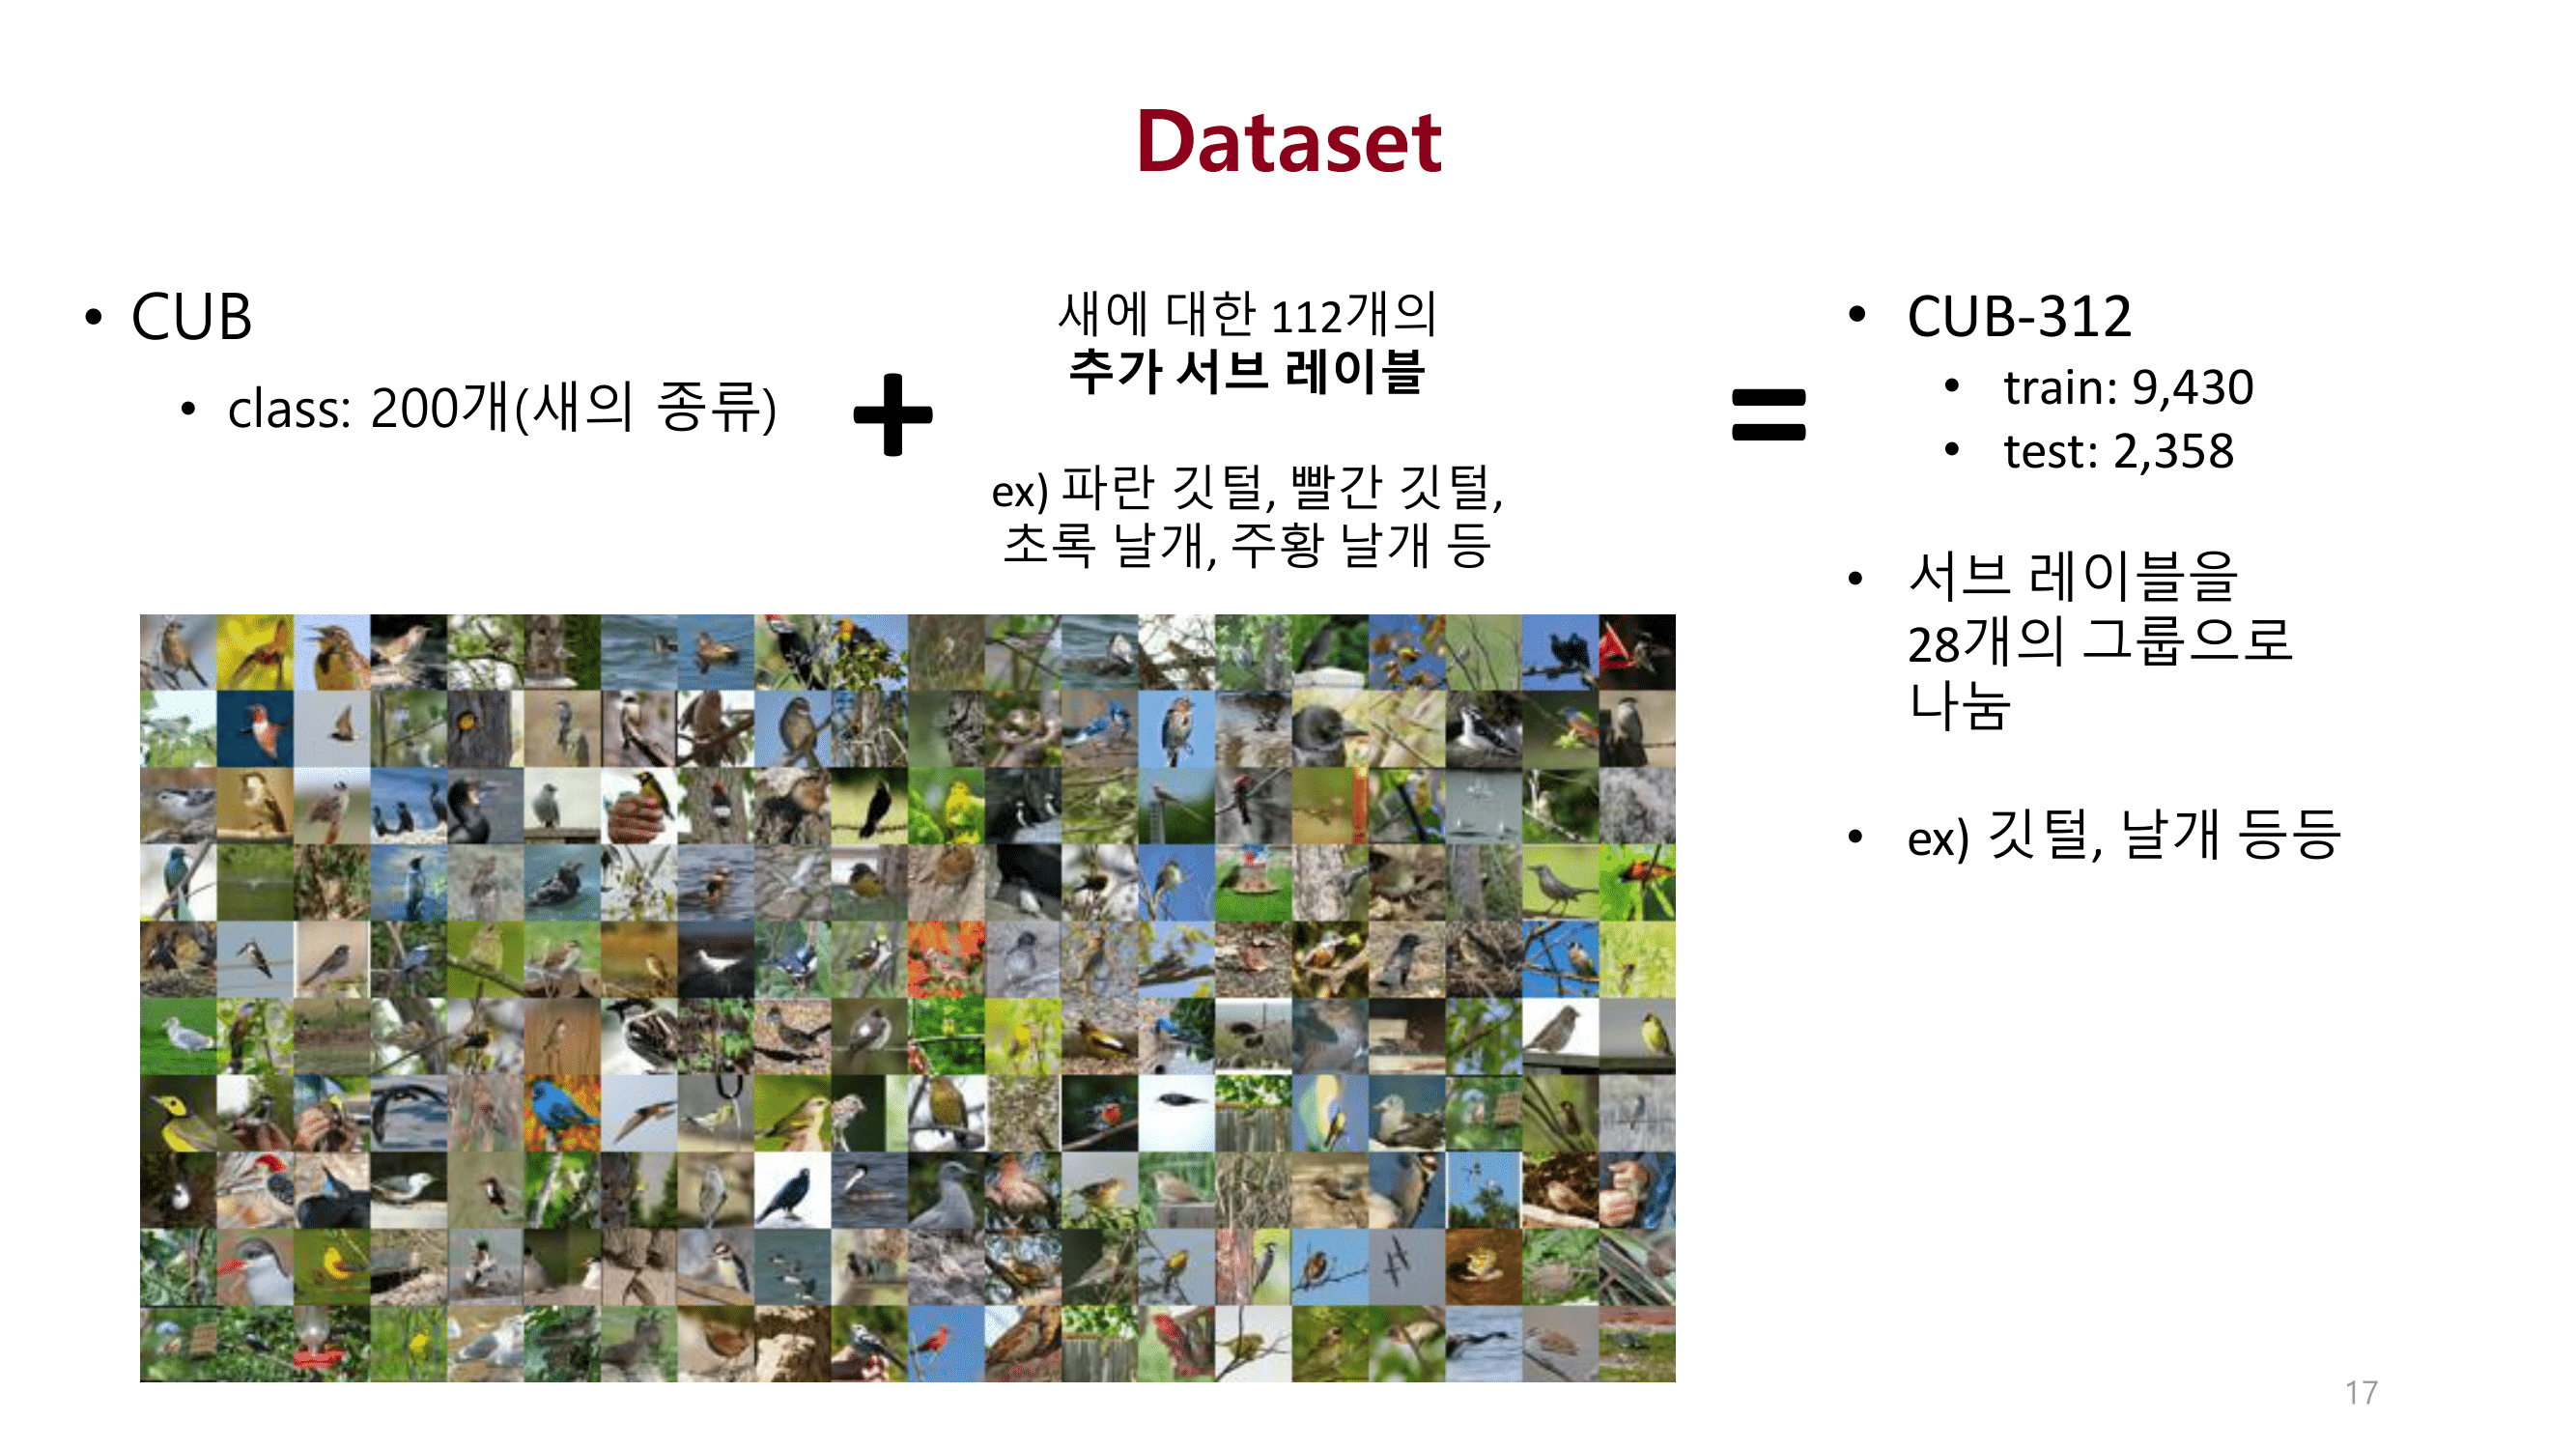 Dataset
• CUB
• class: 200개(새의 종류)
+
새에 대한 112개의
추가 서브 레이블
ex) 파란 깃털, 빨간 깃털,
초록 날개, 주황 날개 등
=
• CUB-312
• train: 9,430
• test: 2,358
• 서브 레이블을
28개의 그룹으로
나눔
• ex) 깃털, 날개 등등
17